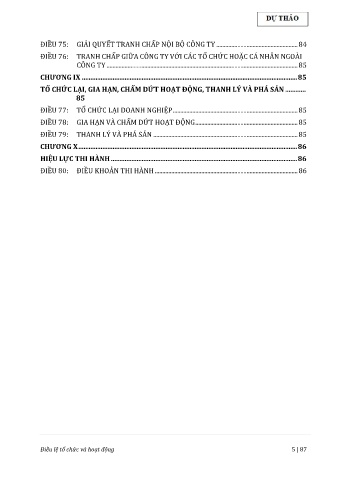 DỰ THẢO
ĐIỀU 75: GIẢI QUYẾT TRANH CHẤP NỘI BỘ CÔNG TY ........ 84
ĐIỀU 76: TRANH CHẤP GIỮA CÔNG TY VỚI CÁC TỔ CHỨC HOẶC CÁ NHÂN NGOÀI
CÔNG TY ........ 85
CHƯƠNG IX ........ 85
TỔ CHỨC LẠI, GIA HẠN, CHẤM DỨT HOẠT ĐỘNG, THANH LÝ VÀ PHÁ SẢN ........
85
ĐIỀU 77: TỔ CHỨC LẠI DOANH NGHIỆP ........ 85
ĐIỀU 78: GIA HẠN VÀ CHẤM DỨT HOẠT ĐỘNG ........ 85
ĐIỀU 79: THANH LÝ VÀ PHÁ SẢN ........ 85
CHƯƠNG X ........ 86
HIỆU LỰC THI HÀNH ........ 86
ĐIỀU 80: ĐIỀU KHOẢN THI HÀNH ........ 86
Điều lệ tổ chức và hoạt động 5 | 87